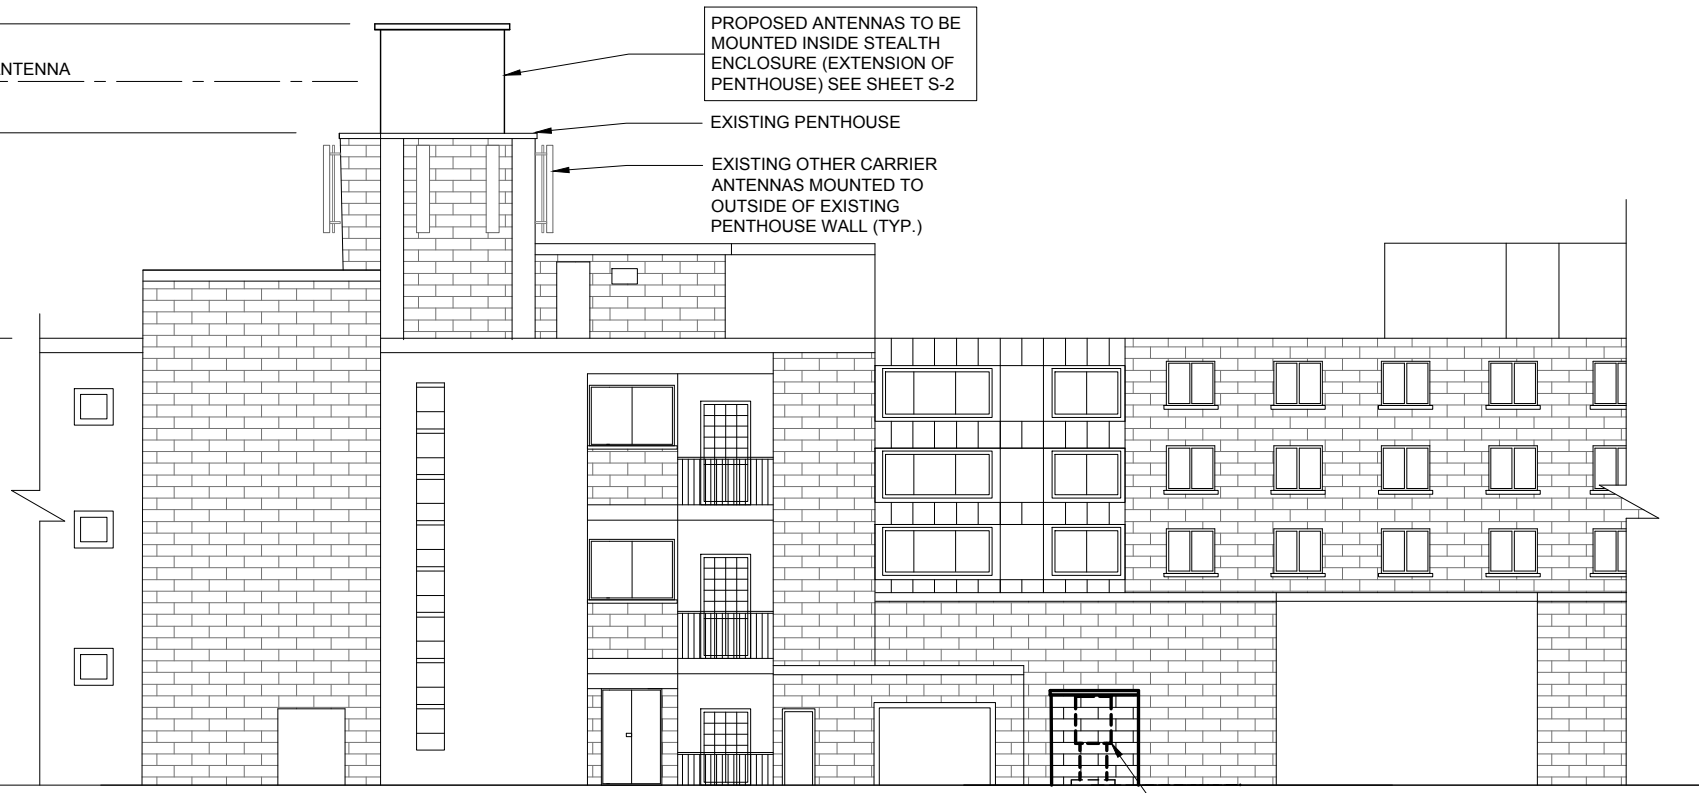 PROPOSED ANTENNAS TO BE
MOUNTED INSIDE STEALTH
ENCLOSURE (EXTENSION OF
PENTHOUSE) SEE SHEET S-2
EXISTING PENTHOUSE
EXISTING OTHER CARRIER
ANTENNAS MOUNTED TO
OUTSIDE OF EXISTING
PENTHOUSE WALL (TYP.)